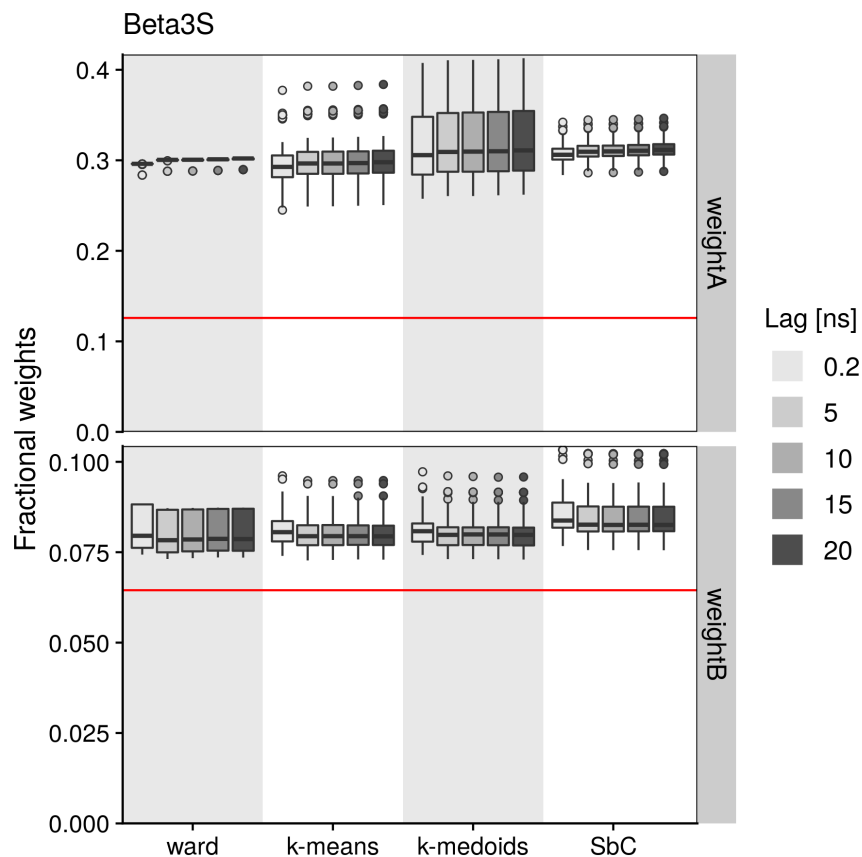 Beta3S
Fractional weights
0.4
0.3
0.2
0.1
0.0
weightA
0.100
0.075
0.050
0.025
0.000
weightB
ward k-means k-medoids SbC
Lag [ns]
0.2
5
10
15
20